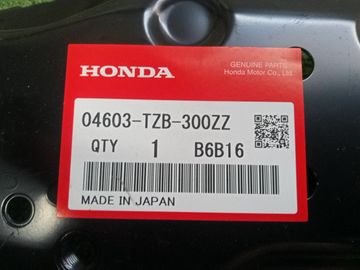 HONDA
GENUINE PARTS
Honda Motor Co., Ltd.
04603-TZB-300ZZ
QTY 1 B6B16
MADE IN JAPAN